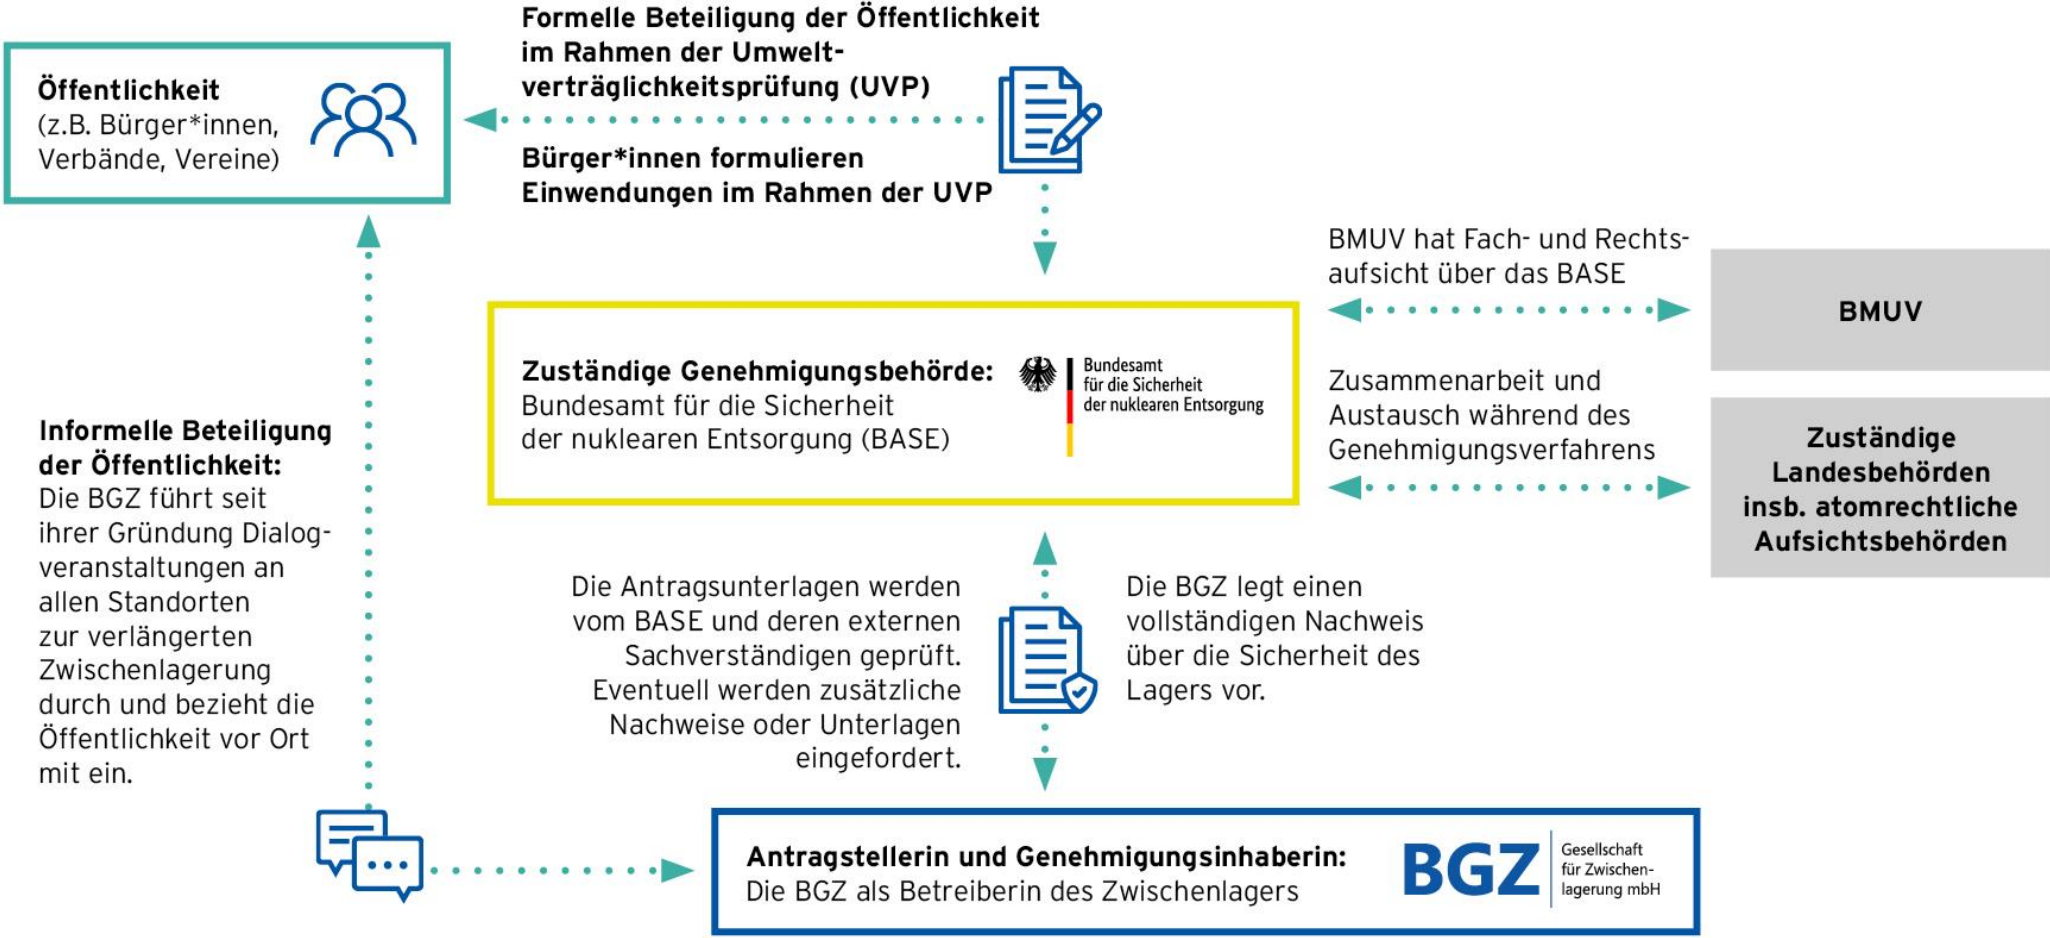 Formelle Beteiligung der Öffentlichkeit
im Rahmen der Umwelt-
verträglichkeitsprüfung (UVP)
Öffentlichkeit
(z.B. Bürger*innen,
Verbände, Vereine)
Bürger*innen formulieren
Einwendungen im Rahmen der UVP
BMUV hat Fach- und Rechts-
aufsicht über das BASE
BMUV
Zuständige Genehmigungsbehörde:
Bundesamt für die Sicherheit
der nuklearen Entsorgung (BASE)
Bundesamt
für die Sicherheit
der nuklearen Entsorgung
Zusammenarbeit und
Austausch während des
Genehmigungsverfahrens
Zuständige
Landesbehörden
insb. atomrechtliche
Aufsichtsbehörden
Informelle Beteiligung
der Öffentlichkeit:
Die BGZ führt seit
ihrer Gründung Dialog-
veranstaltungen an
allen Standorten
zur verlängerten
Zwischenlagerung
durch und bezieht die
Öffentlichkeit vor Ort
mit ein.
Die Antragsunterlagen werden
vom BASE und deren externen
Sachverständigen geprüft.
Eventuell werden zusätzliche
Nachweise oder Unterlagen
eingefordert.
Die BGZ legt einen
vollständigen Nachweis
über die Sicherheit des
Lagers vor.
Antragstellerin und Genehmigungsinhaberin:
Die BGZ als Betreiberin des Zwischenlagers
BGZ
Gesellschaft
für Zwischen-
lagerung mbH